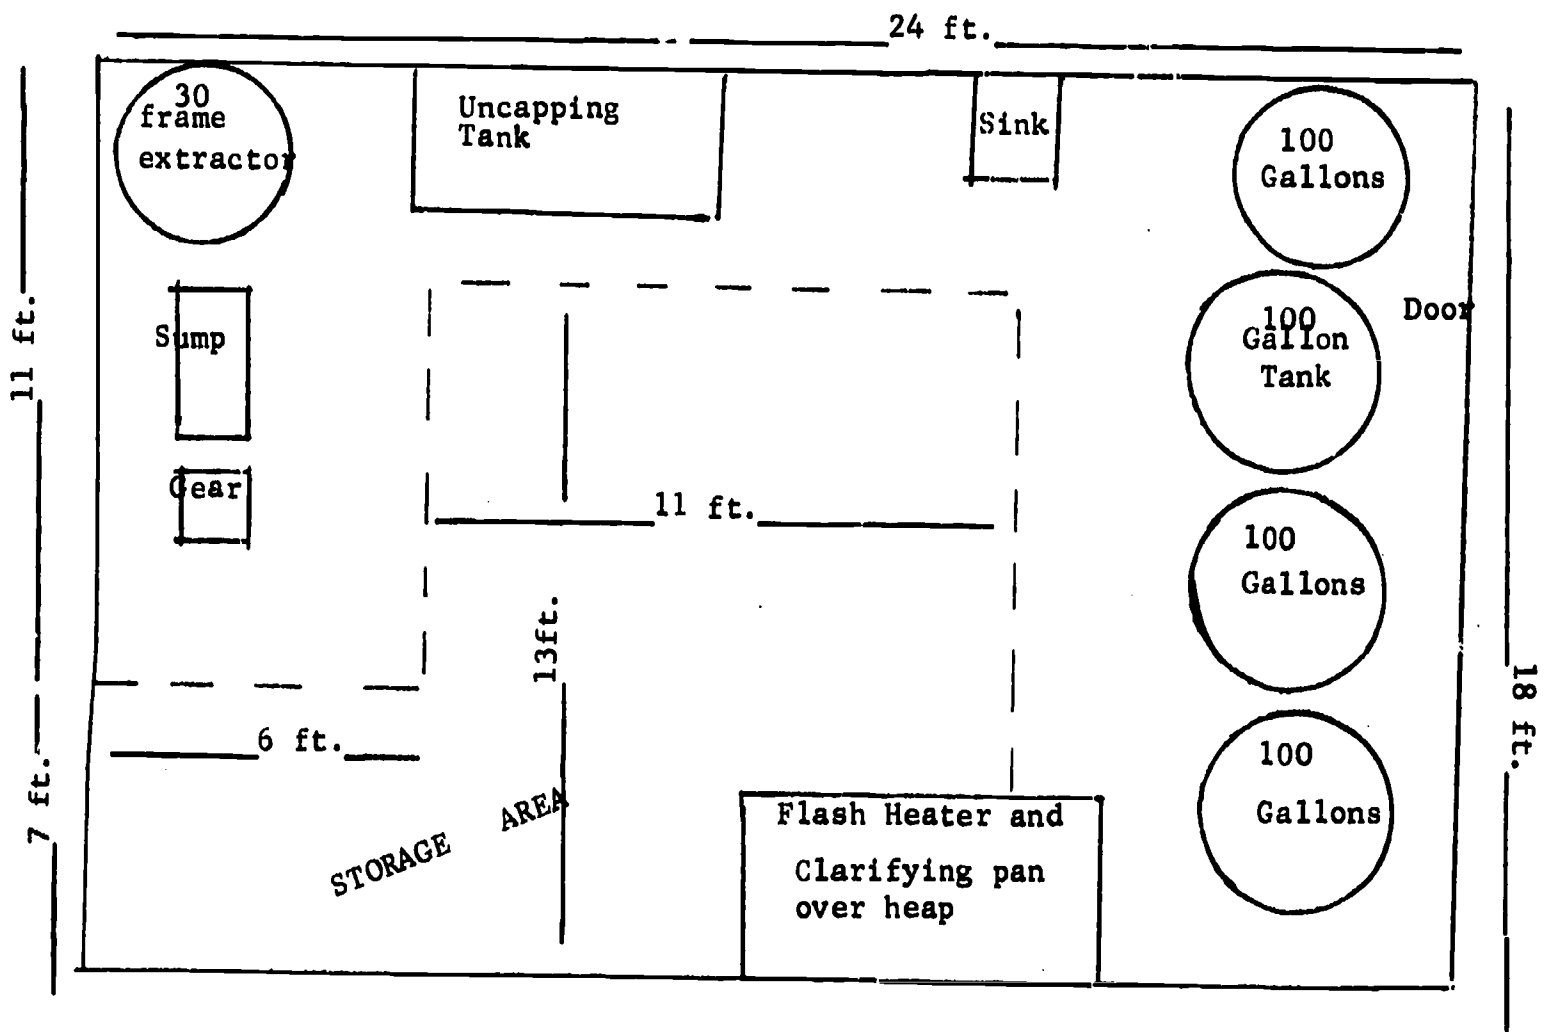 24 ft.
30
frame
extractor
Uncapping
Tank
Sink
100
Gallons
11 ft.
Sump
100
Gallon
Tank
Door
Gear
11 ft.
100
Gallons
13ft.
18 ft.
6 ft.
7 ft.
STORAGE AREA
Flash Heater and
Clarifying pan
over heap
100
Gallons